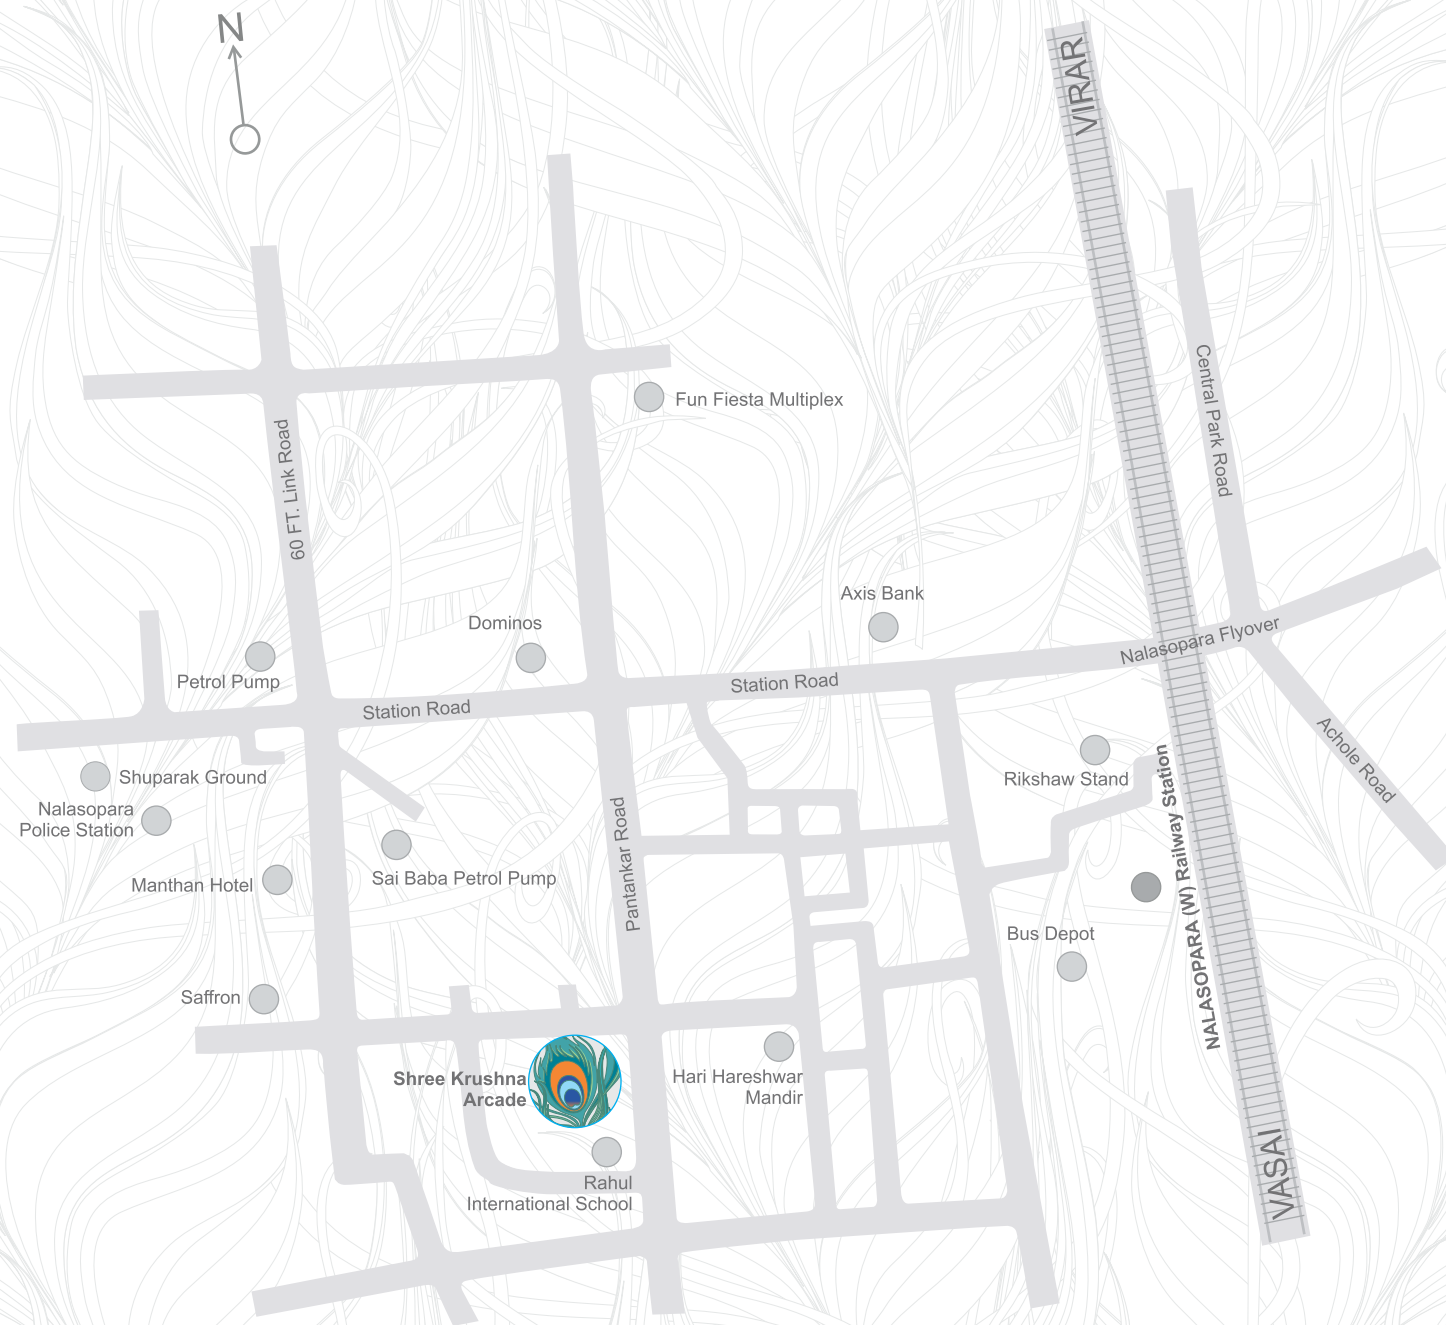 N
VIRAR
Central Park Road
Fun Fiesta Multiplex
60 FT. Link Road
Axis Bank
Dominos
Nalasopara Flyover
Petrol Pump
Station Road
Station Road
Achole Road
Rikshaw Stand
Shuparak Ground
Nalasopara
Police Station
Pantankar Road
NALASOPARA (W) Railway Station
Sai Baba Petrol Pump
Manthan Hotel
Bus Depot
Saffron
Shree Krushna
Arcade
Hari Hareshwar
Mandir
Rahul
International School
VASAI